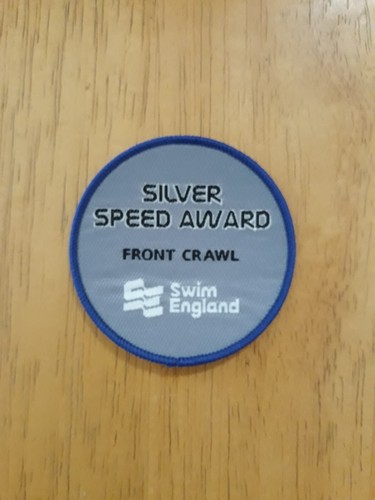 SILVER
SPEED AWARD
FRONT CRAWL
Swim
England